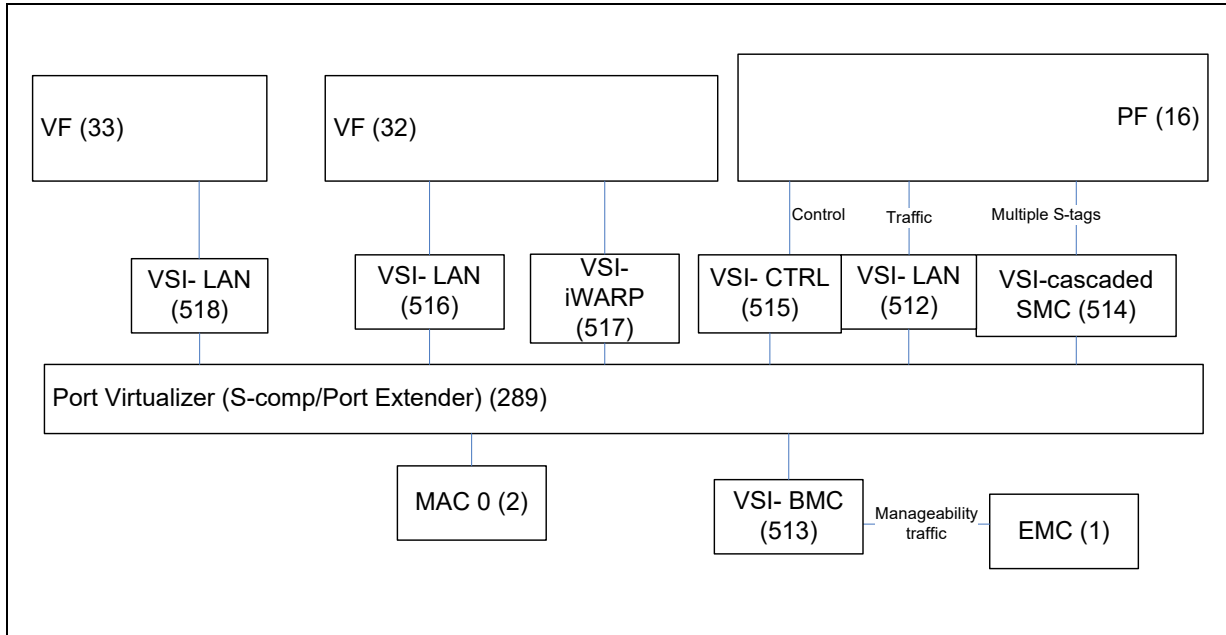 VF (33)
VF (32)
PF (16)
Control
Traffic
Multiple S-tags
VSI- LAN
(518)
VSI- LAN
(516)
VSI-
iWARP
(517)
VSI- CTRL
(515)
VSI- LAN
(512)
VSI-cascaded
SMC (514)
Port Virtualizer (S-comp/Port Extender) (289)
MAC 0 (2)
VSI- BMC
(513)
Manageability
traffic
EMC (1)